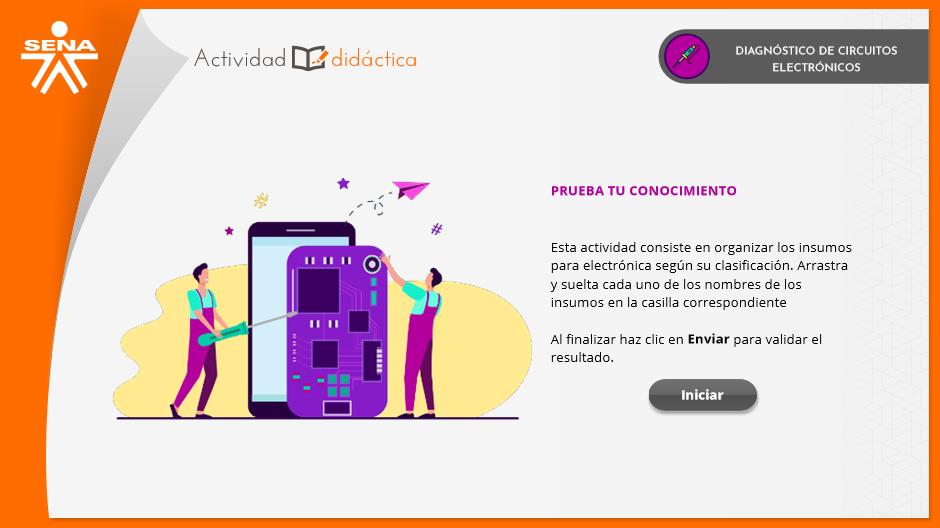 SENA
Actividad didáctica
DIAGNÓSTICO DE CIRCUITOS
ELECTRÓNICOS
PRUEBA TU CONOCIMIENTO
Esta actividad consiste en organizar los insumos
para electrónica según su clasificación. Arrastra
y suelta cada uno de los nombres de los
insumos en la casilla correspondiente
Al finalizar haz clic en Enviar para validar el
resultado.
Iniciar